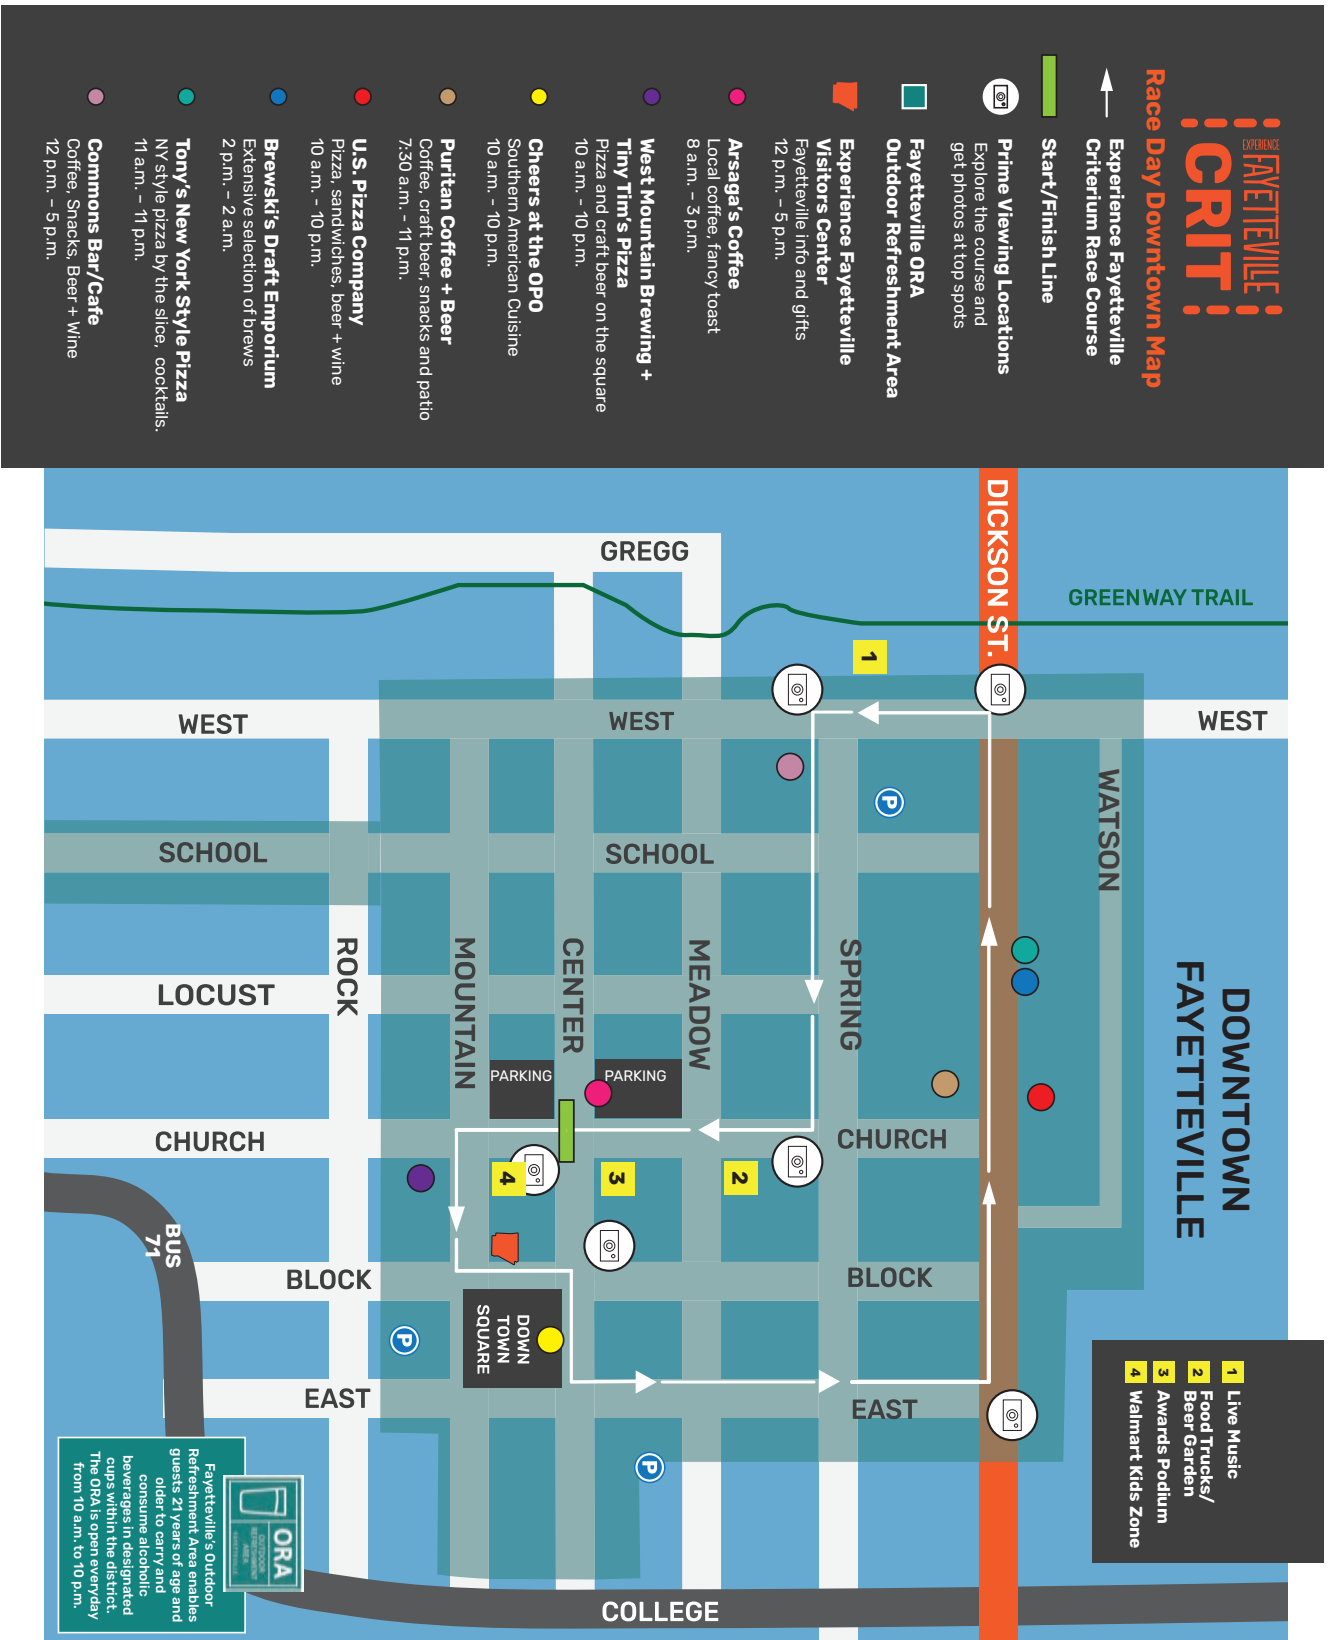 EXPERIENCE
FAYETTEVILLE
CRIT
Race Day Downtown Map
Experience Fayetteville
Criterium Race Course
Start/Finish Line
Prime Viewing Locations
Explore the course and
get photos at top spots
Fayetteville ORA
Outdoor Refreshment Area
Experience Fayetteville
Visitors Center
Fayetteville info and gifts
12 p.m. – 5 p.m.
Arsaga's Coffee
Local coffee, fancy toast
8 a.m. – 3 p.m.
West Mountain Brewing +
Tiny Tim's Pizza
Pizza and craft beer on the square
10 a.m. – 10 p.m.
Cheers at the OPO
Southern American Cuisine
10 a.m. – 10 p.m.
Puritan Coffee + Beer
Coffee, craft beer, snacks and patio
7:30 a.m. – 11 p.m.
U.S. Pizza Company
Pizza, sandwiches, beer + wine
10 a.m. – 10 p.m.
Brewski's Draft Emporium
Extensive selection of brews
2 p.m. – 2 a.m.
Tony's New York Style Pizza
NY style pizza by the slice, cocktails.
11 a.m. – 11 p.m.
Commons Bar/Cafe
Coffee, Snacks, Beer + Wine
12 p.m. – 5 p.m.
DICKSON ST.
GREGG
GREENWAY TRAIL
1
WEST
WEST
WEST
P
WATSON
SCHOOL
SCHOOL
ROCK
MOUNTAIN
CENTER
MEADOW
SPRING
LOCUST
DOWNTOWN
FAYETTEVILLE
PARKING
PARKING
CHURCH
CHURCH
4
3
2
BUS
71
BLOCK
BLOCK
P
DOWN
TOWN
SQUARE
EAST
EAST
P
1 Live Music
2 Food Trucks/
Beer Garden
3 Awards Podium
4 Walmart Kids Zone
ORA
OUTDOOR
REFRESHMENT
AREA
FAYETTEVILLE
Fayetteville's Outdoor
Refreshment Area enables
guests 21 years of age and
older to carry and
consume alcoholic
beverages in designated
cups within the district.
The ORA is open everyday
from 10 a.m. to 10 p.m.
COLLEGE